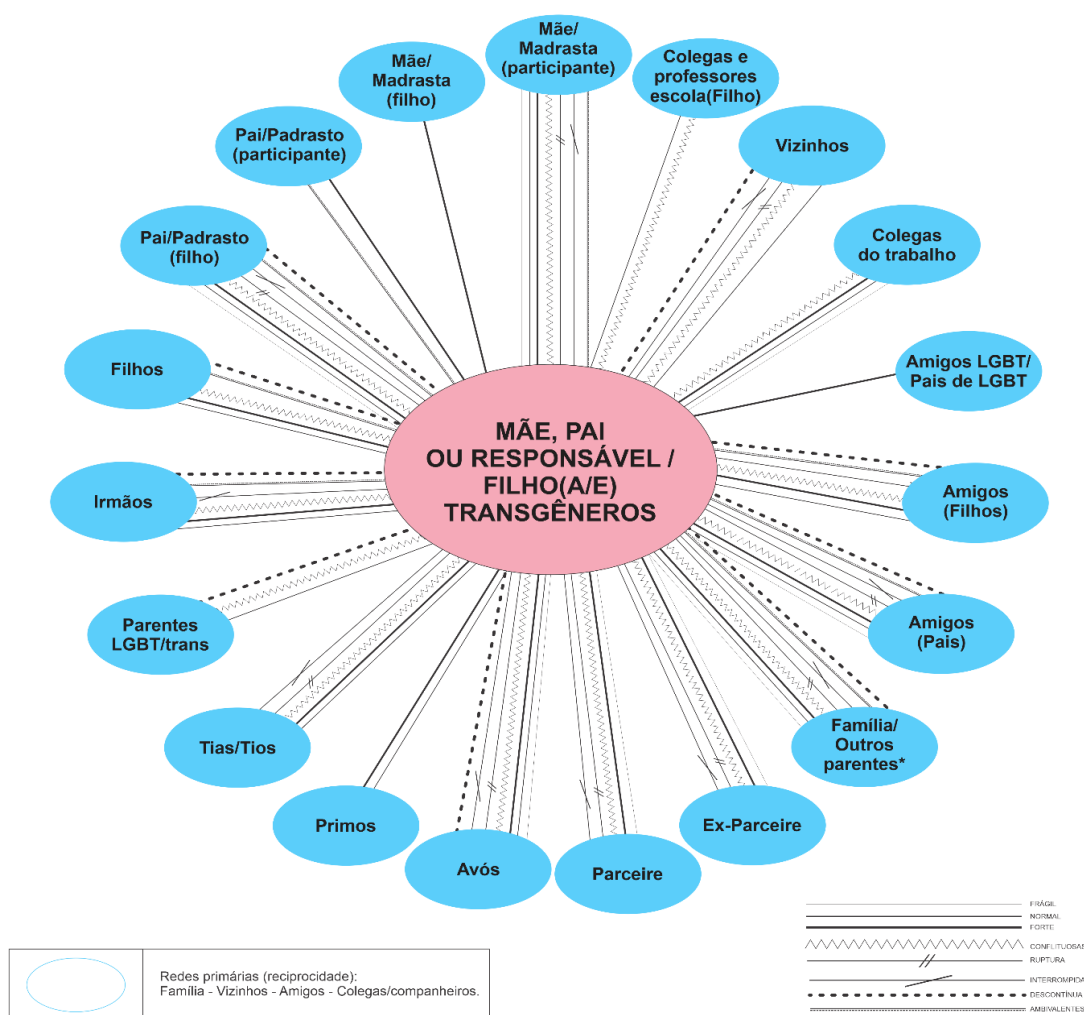 Mãe/
Madrasta
(participante)
Colegas e
professores
escola(Filho)
Vizinhos
Colegas
do trabalho
Amigos LGBT/
Pais de LGBT
Amigos
(Filhos)
Amigos
(Pais)
Família/
Outros
parentes*
Ex-Parceire
Parceire
Avós
Primos
Tias/Tios
Parentes
LGBT/trans
Irmãos
Filhos
Pai/Padrasto
(filho)
Pai/Padrasto
(participante)
Mãe/
Madrasta
(filho)
MÃE, PAI
OU RESPONSÁVEL /
FILHO(A/E)
TRANSGÊNEROS
Redes primárias (reciprocidade):
Família - Vizinhos - Amigos - Colegas/companheiros.
FRÁGIL
NORMAL
FORTE
CONFLITUOSAS
RUPTURA
INTERROMPIDA
DESCONTÍNUA
AMBIVALENTES